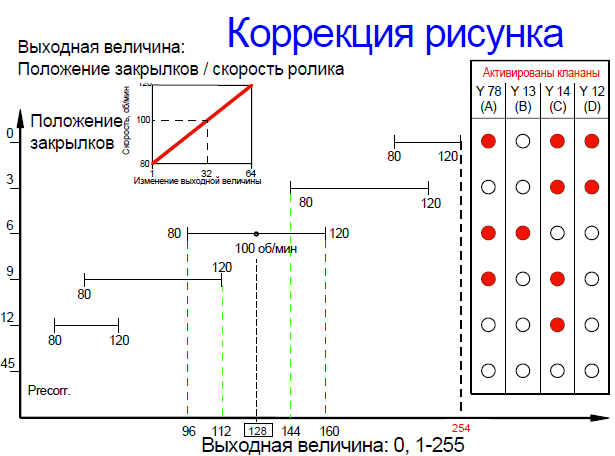 Коррекция рисунка
Выходная величина:
Положение закрылков / скорость ролика
Активированы клананы
Y 78 Y 13 Y 14 Y 12
(A) (B) (C) (D)
Положение
закрылков
Скорость, об/мин
120
100
80
1 32 64
Изменение выходной величины
0
80 120
3
80 120
6
80 120
100 об/мин
9
80 120
12
80 120
45
Precorr.
96 112 128 144 160 254
Выходная величина: 0, 1-255